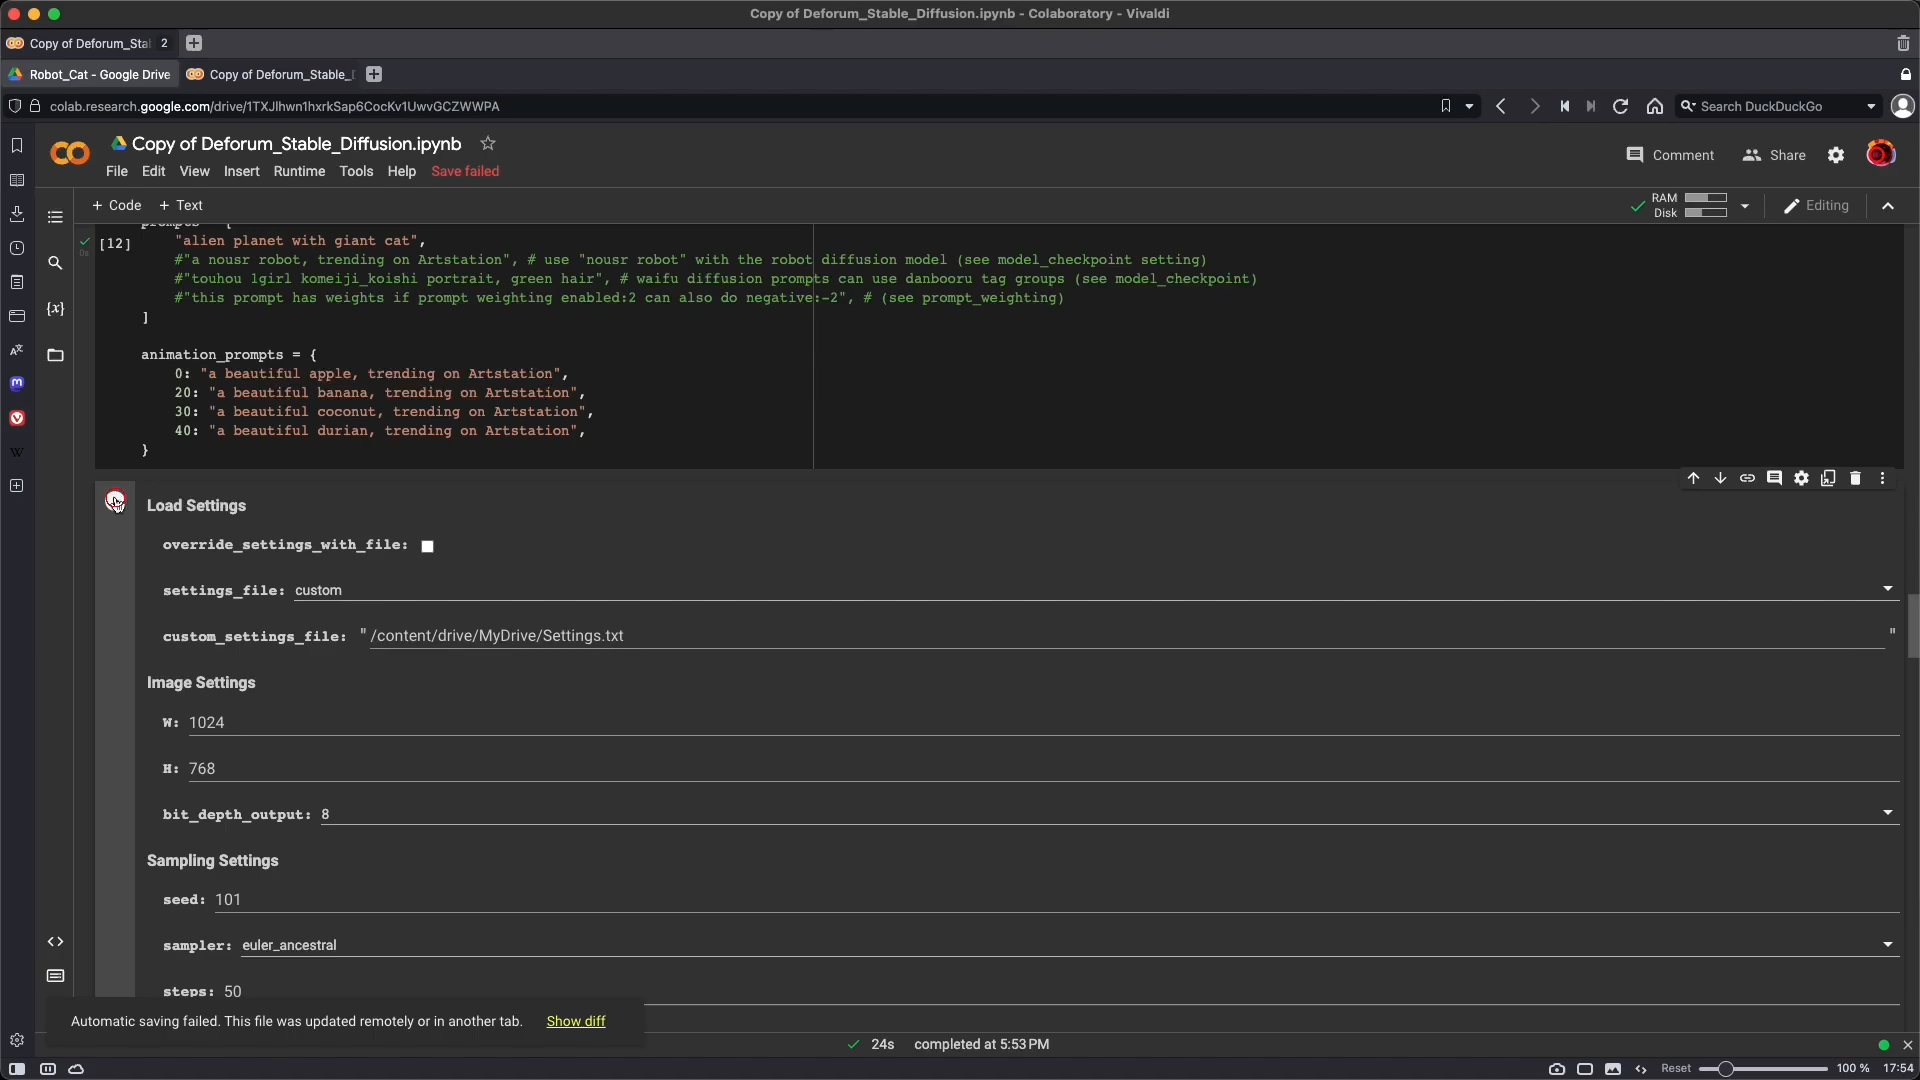 Copy of Deforum_Stable_Diffusion.ipynb - Colaboratory - Vivaldi
Copy of Deforum_Stal 2
Robot_Cat - Google Drive Copy of Deforum_Stable_
colab.research.google.com/drive/1TXJlhwn1hxrkSap6CocKv1UwvGCZWWPA Search DuckDuckGo
Copy of Deforum_Stable_Diffusion.ipynb
Comment Share
File Edit View Insert Runtime Tools Help Save failed
+ Code + Text RAM Disk Editing
prompts = [
[12] "alien planet with giant cat",
0s
#"a nousr robot, trending on Artstation", # use "nousr robot" with the robot diffusion model (see model_checkpoint setting)
#"touhou 1girl komeiji_koishi portrait, green hair", # waifu diffusion prompts can use danbooru tag groups (see model_checkpoint)
#"this prompt has weights if prompt weighting enabled:2 can also do negative:-2", # (see prompt_weighting)
]
animation_prompts = {
0: "a beautiful apple, trending on Artstation",
20: "a beautiful banana, trending on Artstation",
30: "a beautiful coconut, trending on Artstation",
40: "a beautiful durian, trending on Artstation",
}
Load Settings
override_settings_with_file:
settings_file: custom
custom_settings_file: "/content/drive/MyDrive/Settings.txt "
Image Settings
W: 1024
H: 768
bit_depth_output: 8
Sampling Settings
seed: 101
sampler: euler_ancestral
steps: 50
Automatic saving failed. This file was updated remotely or in another tab. Show diff
24s completed at 5:53 PM
Reset 100 % 17:54